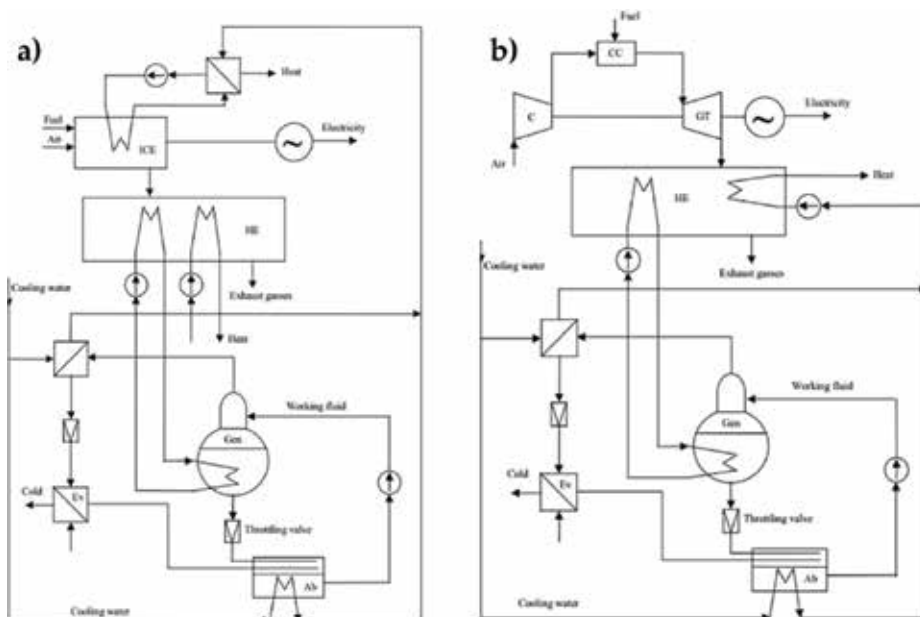 a)
Heat
Fuel
Air
ICE
Electricity
HE
Exhaust gasses
Cooling water
Heat
Working fluid
Gen
Cold
Ev
Throttling valve
Ab
Cooling water
b)
Fuel
CC
C
GT
Electricity
Air
Heat
HE
Exhaust gasses
Cooling water
Working fluid
Gen
Cold
Ev
Throttling valve
Ab
Cooling water